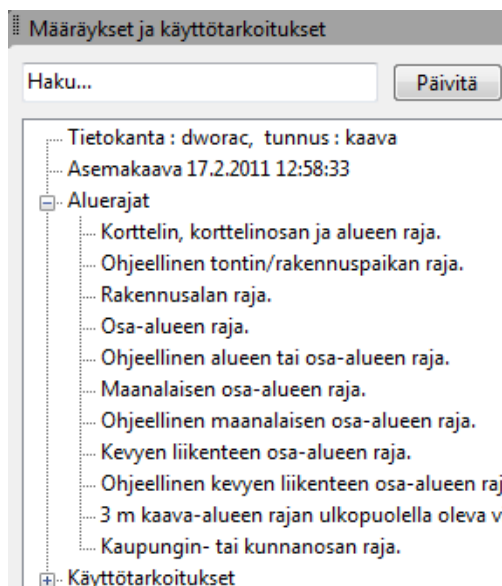 Määräykset ja käyttötarkoitukset
Haku...
Päivitä
Tietokanta : dworac, tunnus : kaava
Asemakaava 17.2.2011 12:58:33
Aluerajat
Korttelin, korttelinosan ja alueen raja.
Ohjeellinen tontin/rakennuspaikan raja.
Rakennusalan raja.
Osa-alueen raja.
Ohjeellinen alueen tai osa-alueen raja.
Maanalaisen osa-alueen raja.
Ohjeellinen maanalaisen osa-alueen raja.
Kevyen liikenteen osa-alueen raja.
Ohjeellinen kevyen liikenteen osa-alueen raj
3 m kaava-alueen rajan ulkopuolella oleva v
Kaupungin- tai kunnanosan raja.
Käyttötarkoitukset